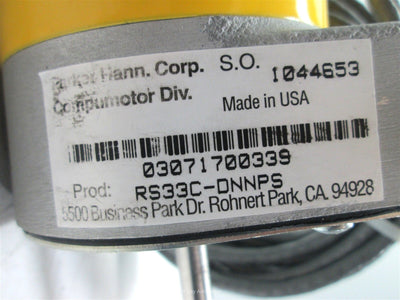 Parker Hann. Corp. S.O. 1044653
Compumotor Div. Made in USA
03071700339
Prod: RS33C-DNNPS
5500 Business Park Dr. Rohnert Park, CA. 94928